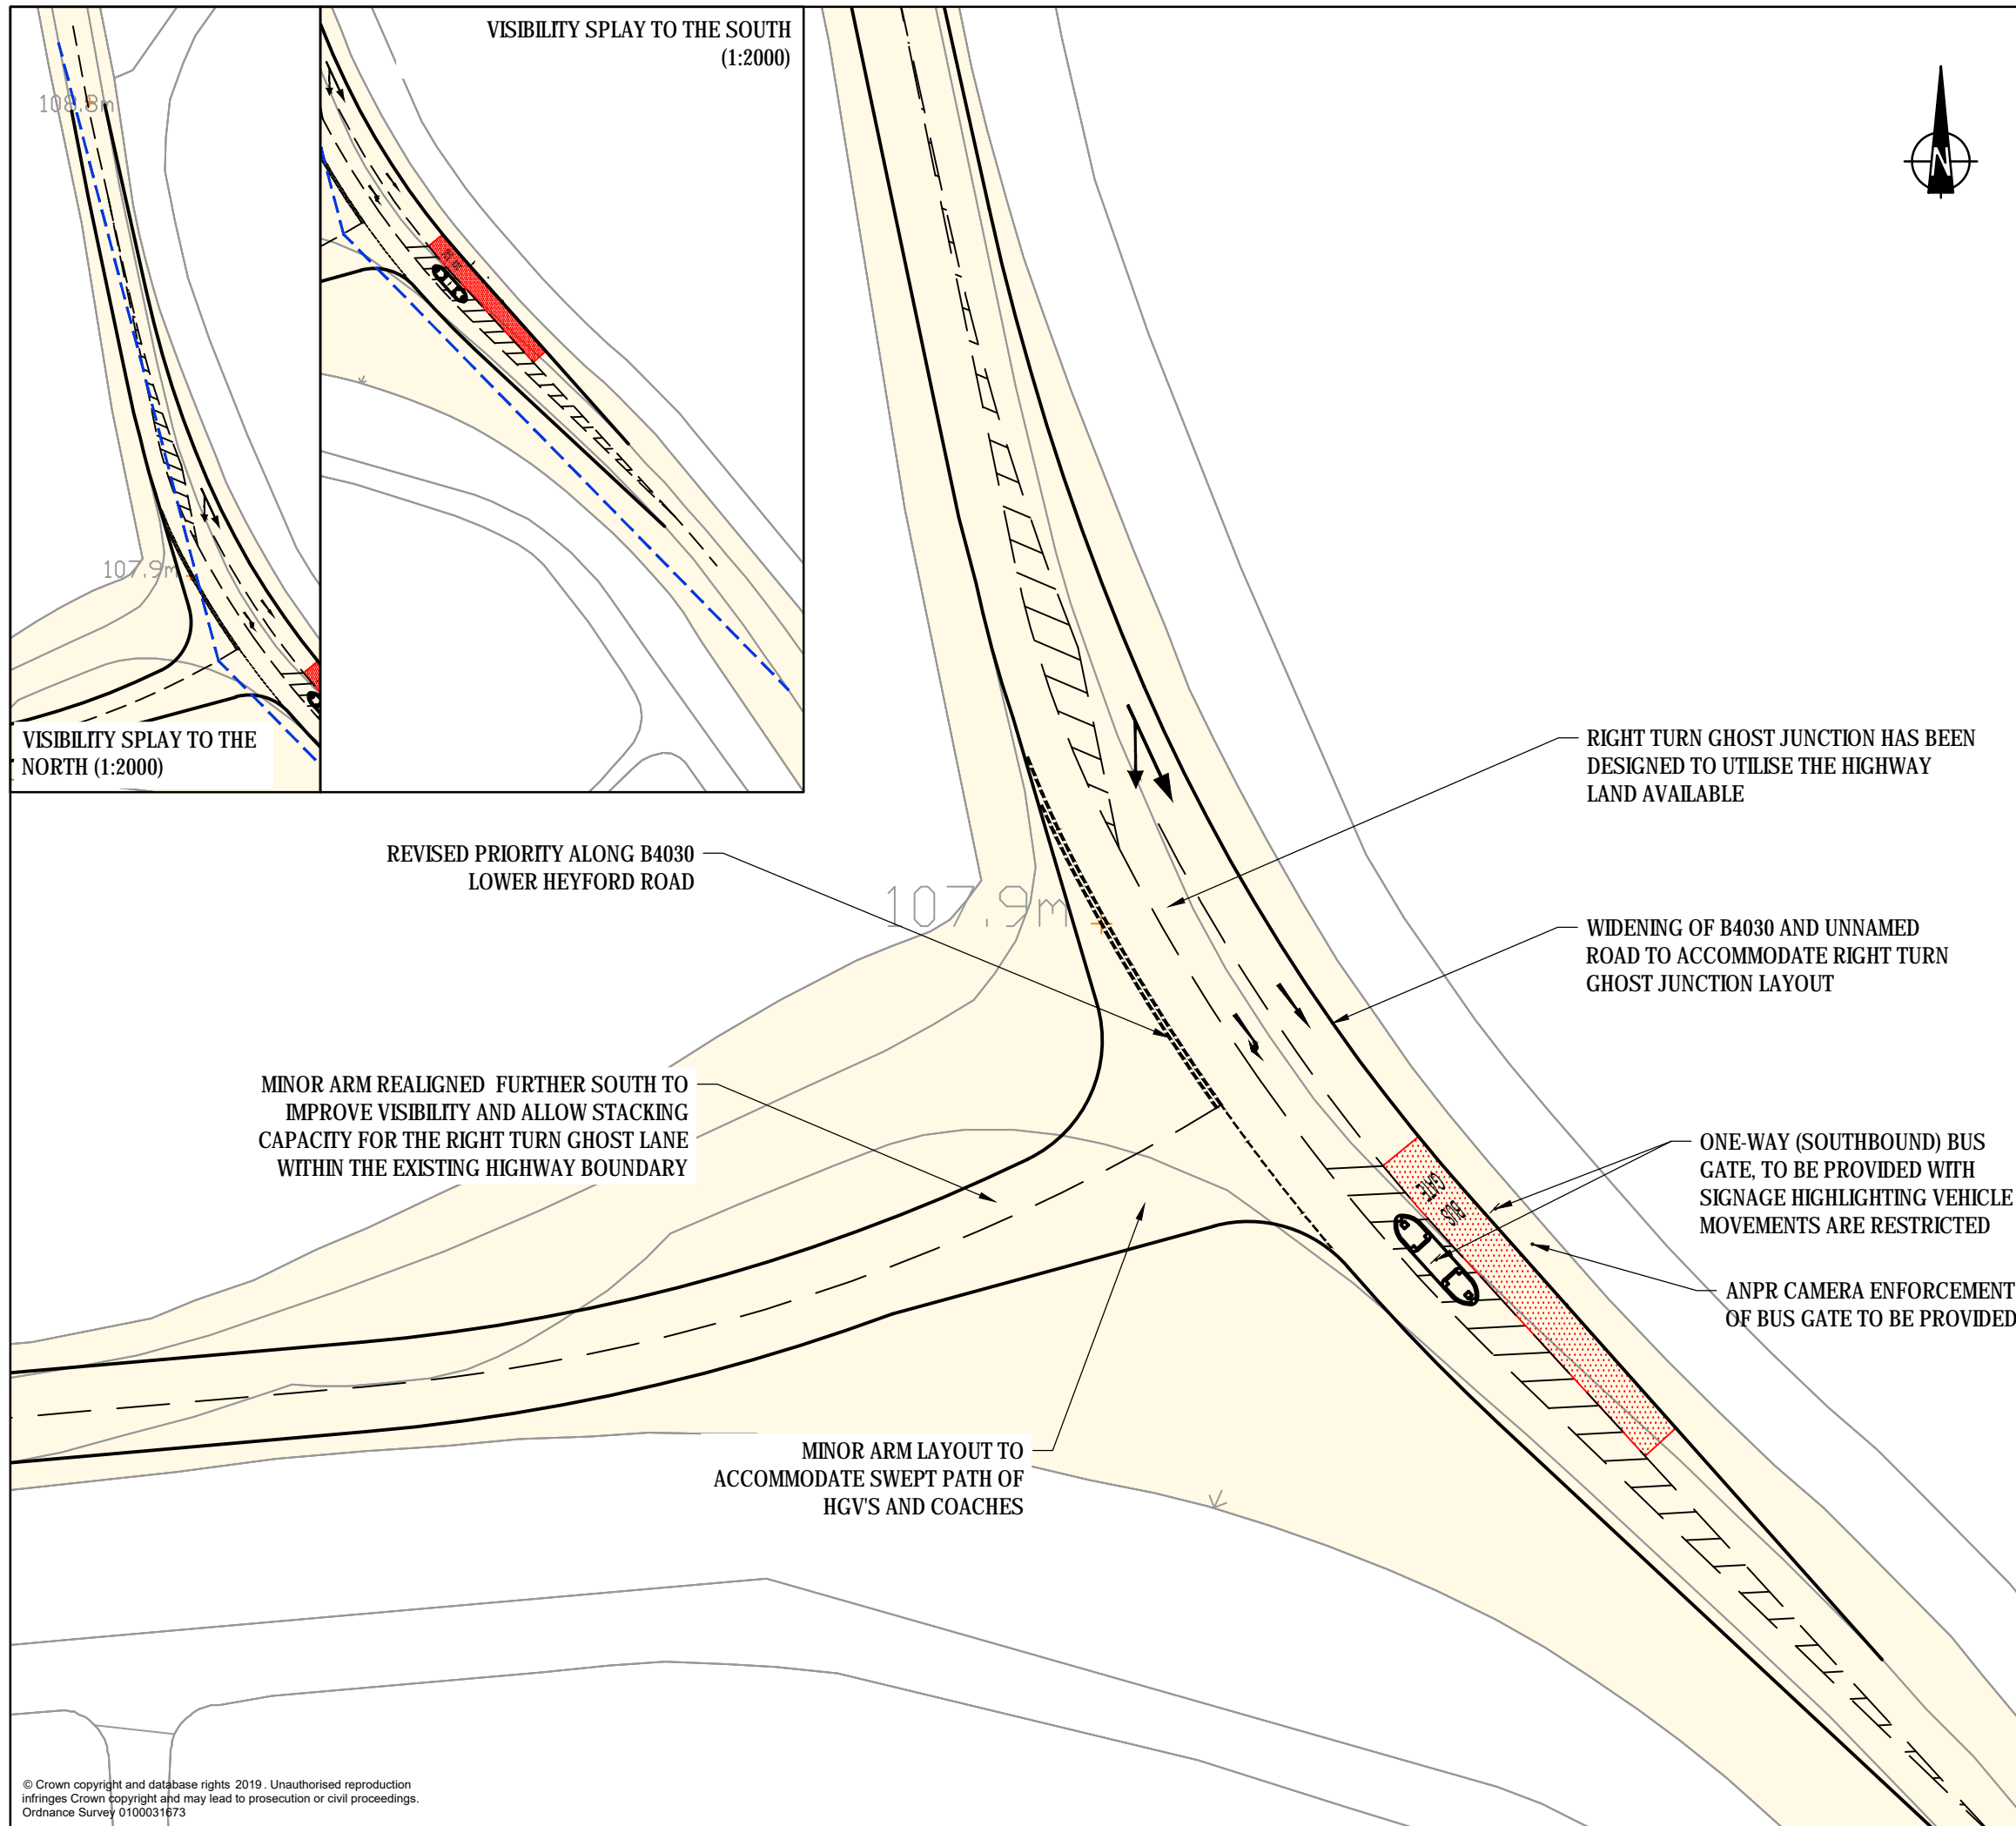 VISIBILITY SPLAY TO THE SOUTH
(1:2000)
108.8m
107.9m
VISIBILITY SPLAY TO THE
NORTH (1:2000)
N
RIGHT TURN GHOST JUNCTION HAS BEEN
DESIGNED TO UTILISE THE HIGHWAY
LAND AVAILABLE
REVISED PRIORITY ALONG B4030
LOWER HEYFORD ROAD
107.9m
WIDENING OF B4030 AND UNNAMED
ROAD TO ACCOMMODATE RIGHT TURN
GHOST JUNCTION LAYOUT
MINOR ARM REALIGNED FURTHER SOUTH TO
IMPROVE VISIBILITY AND ALLOW STACKING
CAPACITY FOR THE RIGHT TURN GHOST LANE
WITHIN THE EXISTING HIGHWAY BOUNDARY
ONE-WAY (SOUTHBOUND) BUS
GATE, TO BE PROVIDED WITH
SIGNAGE HIGHLIGHTING VEHICLE
MOVEMENTS ARE RESTRICTED
ANPR CAMERA ENFORCEMENT
OF BUS GATE TO BE PROVIDED
MINOR ARM LAYOUT TO
ACCOMMODATE SWEPT PATH OF
HGV'S AND COACHES
© Crown copyright and database rights 2019. Unauthorised reproduction
infringes Crown copyright and may lead to prosecution or civil proceedings.
Ordnance Survey 0100031673